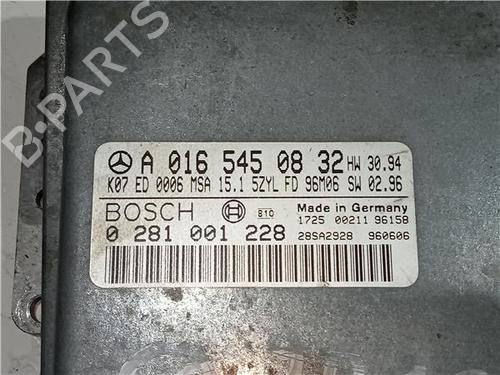 B-PARTS
A 016 545 08 32 HW 30.94
K07 ED 0006 MSA 15.1 5ZYL FD 96M06 SW 02.96
BOSCH 810 Made in Germany
1725 00211 96158
0 281 001 228 28SA2928 960606